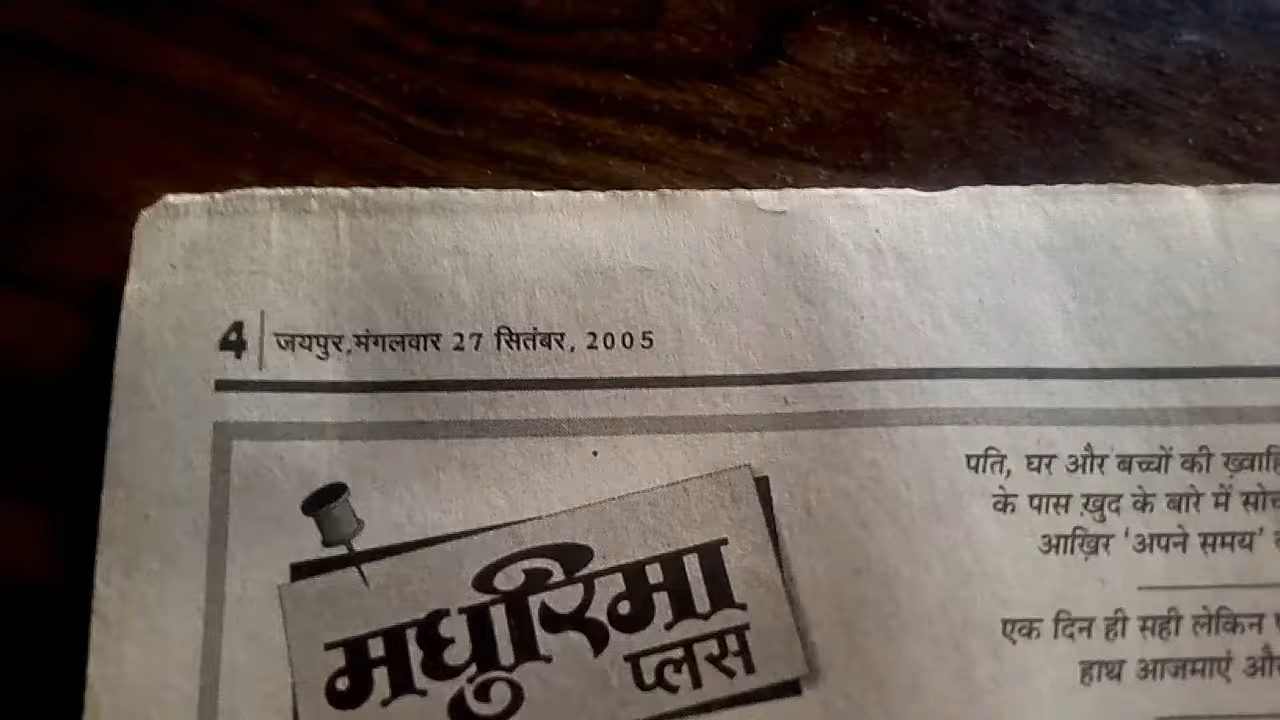 4 जयपुर,मंगलवार 27 सितंबर, 2005
मधुरिमा
प्लस
पति, घर और बच्चों की
के पास ख़ुद के बारे में
आख़िर ‘अपने समय’
एक दिन ही सही लेकिन
हाथ आजमाएं